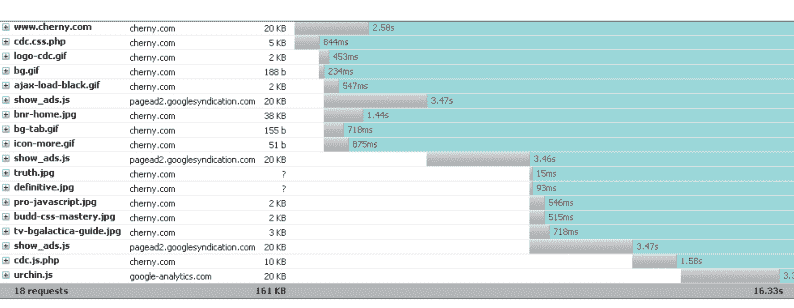 www.cherny.com cherny.com 20 KB 2.58s
cdc.css.php cherny.com 5 KB 844ms
logo-cdc.gif cherny.com 2 KB 453ms
bg.gif cherny.com 188 b 234ms
ajax-load-black.gif cherny.com 2 KB 547ms
show_ads.js pagead2.googlesyndication.com 20 KB 3.47s
bnr-home.jpg cherny.com 38 KB 1.44s
bg-tab.gif cherny.com 155 b 718ms
icon-more.gif cherny.com 51 b 875ms
show_ads.js pagead2.googlesyndication.com 20 KB 3.46s
truth.jpg cherny.com ? 15ms
definitive.jpg cherny.com ? 93ms
pro-javascript.jpg cherny.com 2 KB 546ms
budd-css-mastery.jpg cherny.com 2 KB 515ms
tv-bgalactica-guide.jpg cherny.com 3 KB 718ms
show_ads.js pagead2.googlesyndication.com 20 KB 3.47s
cdc.js.php cherny.com 10 KB 1.58s
urchin.js google-analytics.com 20 KB
18 requests 161 KB 16.33s